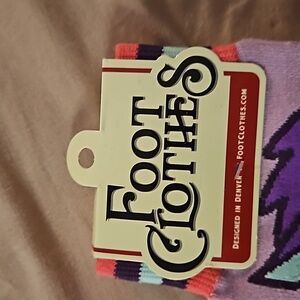 FOOT
CLOTHES
DESIGNED IN DENVER FOOTCLOTHES.COM